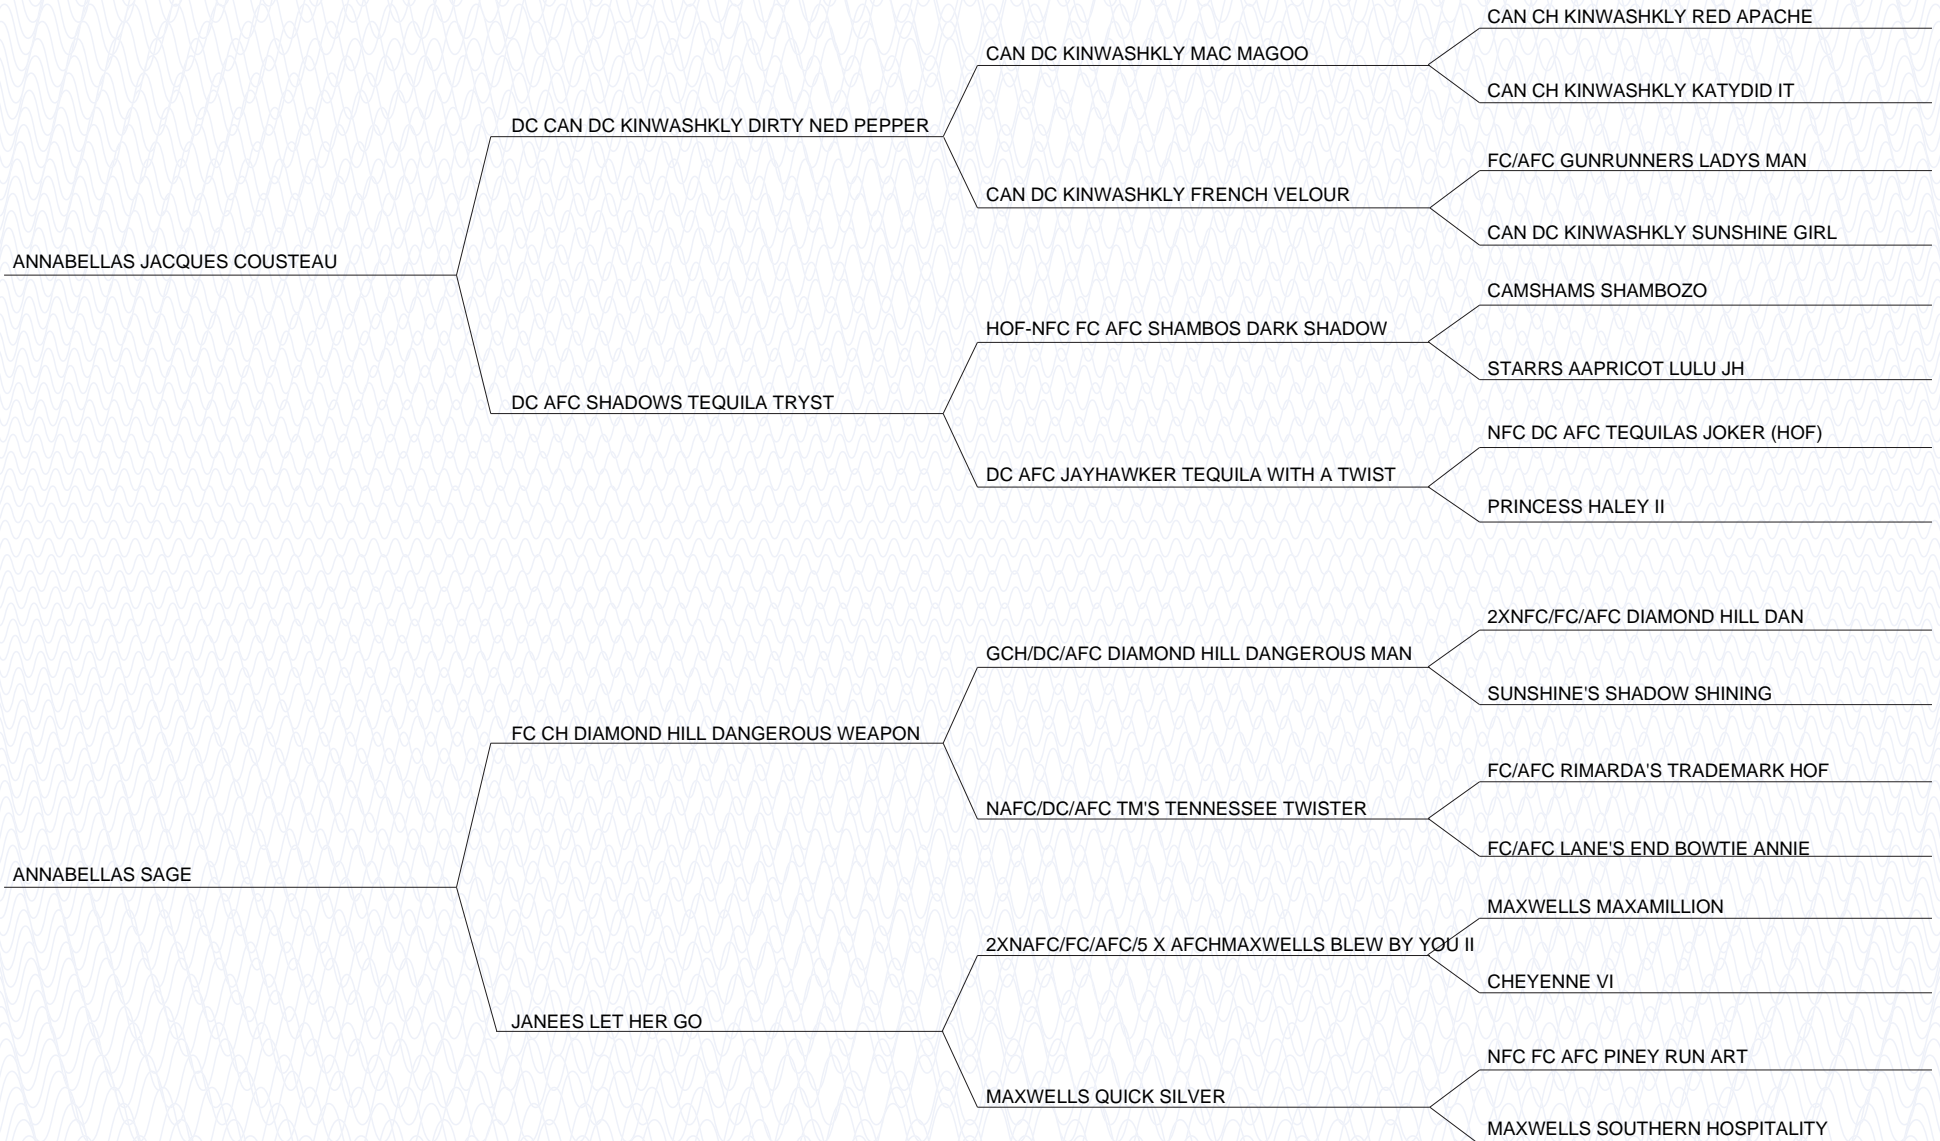 CAN CH KINWASHKLY RED APACHE
CAN DC KINWASHKLY MAC MAGOO
CAN CH KINWASHKLY KATYDID IT
DC CAN DC KINWASHKLY DIRTY NED PEPPER
FC/AFC GUNRUNNERS LADYS MAN
CAN DC KINWASHKLY FRENCH VELOUR
CAN DC KINWASHKLY SUNSHINE GIRL
ANNABELLAS JACQUES COUSTEAU
CAMSHAMS SHAMBOZO
HOF-NFC FC AFC SHAMBOS DARK SHADOW
STARRS AAPRICOT LULU JH
DC AFC SHADOWS TEQUILA TRYST
NFC DC AFC TEQUILAS JOKER (HOF)
DC AFC JAYHAWKER TEQUILA WITH A TWIST
PRINCESS HALEY II
2XNFC/FC/AFC DIAMOND HILL DAN
GCH/DC/AFC DIAMOND HILL DANGEROUS MAN
SUNSHINE'S SHADOW SHINING
FC CH DIAMOND HILL DANGEROUS WEAPON
FC/AFC RIMARDA'S TRADEMARK HOF
NAFC/DC/AFC TM'S TENNESSEE TWISTER
FC/AFC LANE'S END BOWTIE ANNIE
ANNABELLAS SAGE
MAXWELLS MAXAMILLION
2XNAFC/FC/AFC/5 X AFCHMAXWELLS BLEW BY YOU II
CHEYENNE VI
JANEES LET HER GO
NFC FC AFC PINEY RUN ART
MAXWELLS QUICK SILVER
MAXWELLS SOUTHERN HOSPITALITY